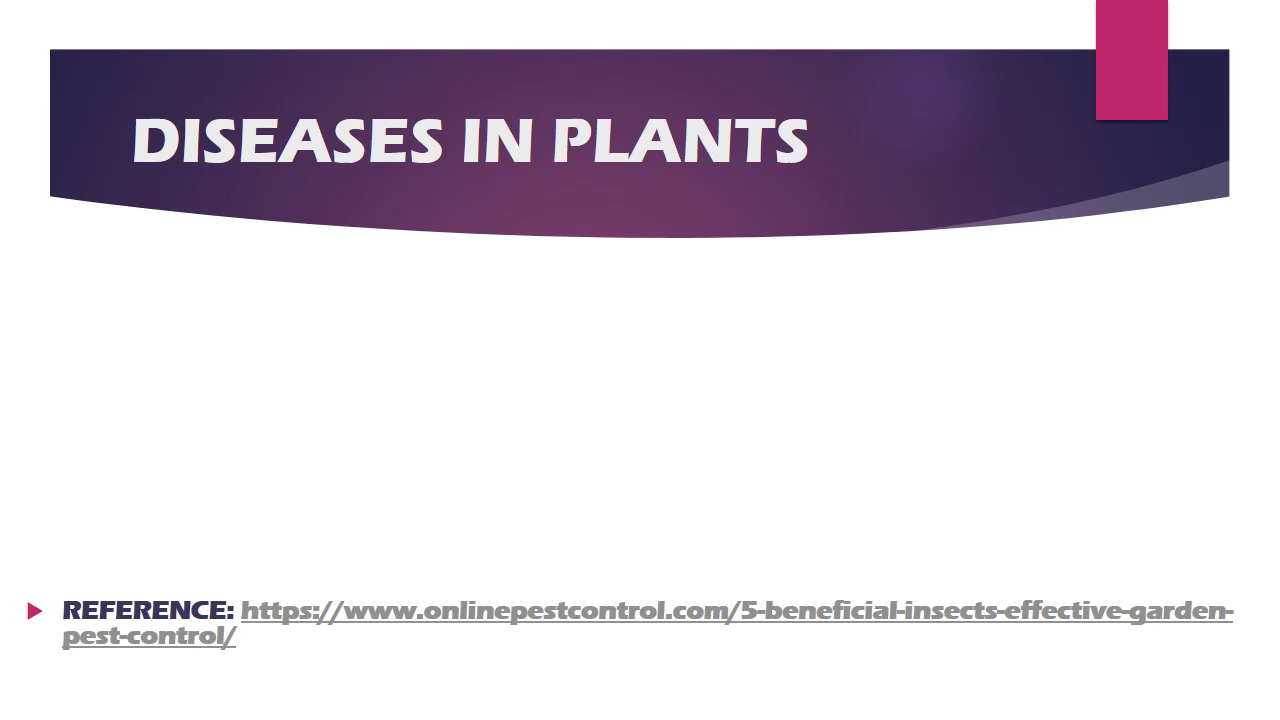 DISEASES IN PLANTS
REFERENCE: https://www.onlinepestcontrol.com/5-beneficial-insects-effective-garden-
pest-control/